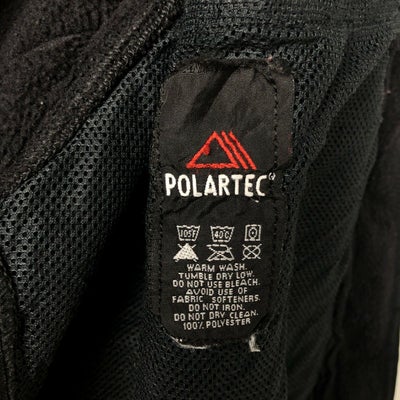 POLARTEC®
105F 40C
WARM WASH.
TUMBLE DRY LOW.
DO NOT USE BLEACH.
AVOID USE OF
FABRIC SOFTENERS.
DO NOT IRON.
DO NOT DRY CLEAN.
100% POLYESTER